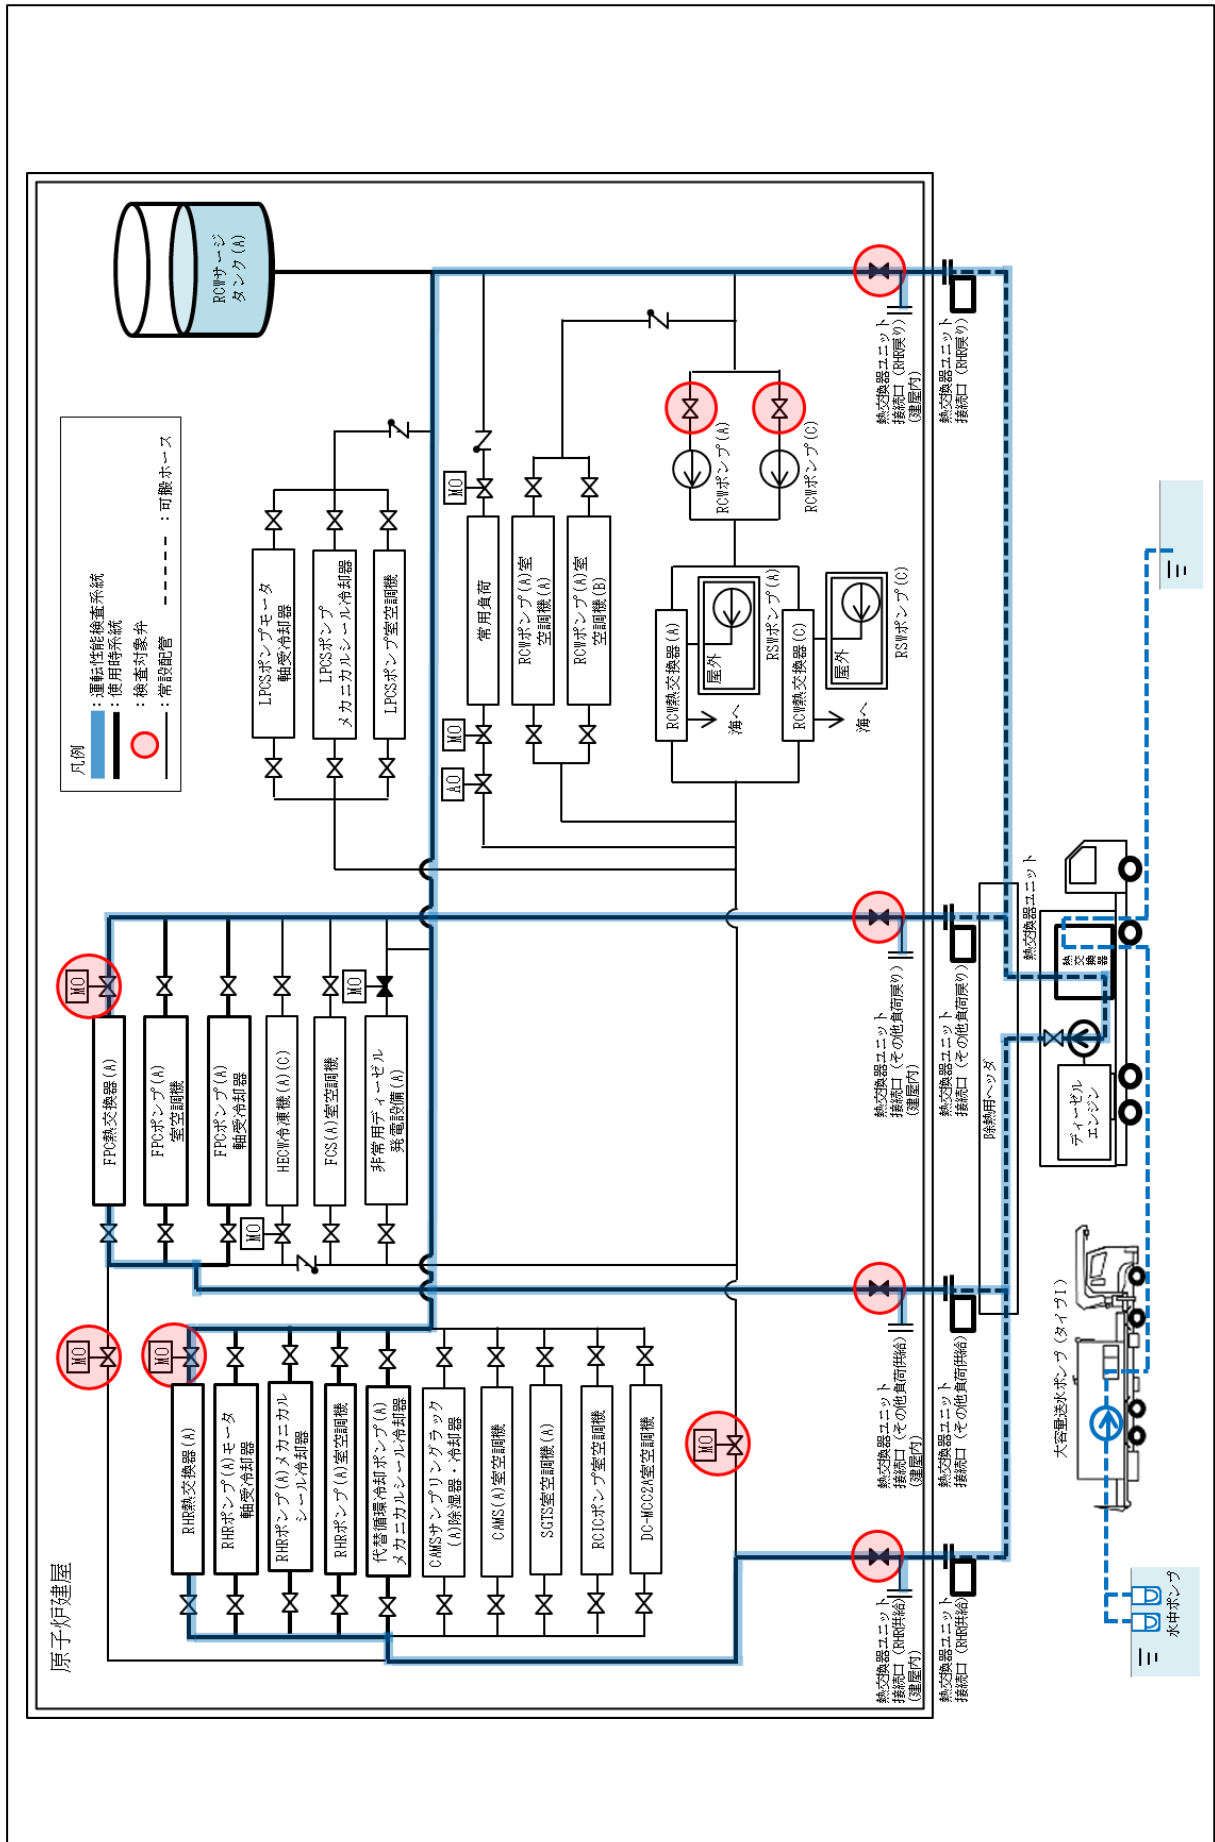 原子炉建屋
凡例
：運転性能検査系統
：使用時系統
：検査対象弁
：常設配管
：可搬ホース
RCWサージ
タンク(A)
LPCSポンプモータ
軸受冷却器
LPCSポンプ
メカニカルシール冷却器
LPCSポンプ室空調機
MO
常用負荷
MO
AO
RCWポンプ(A)室
空調機(A)
RCWポンプ(A)室
空調機(B)
RCWポンプ(A)
RCWポンプ(C)
RCW熱交換器(A)
屋外
RSWポンプ(A)
海へ
RCW熱交換器(C)
屋外
RSWポンプ(C)
海へ
MO
FPC熱交換器(A)
FPCポンプ(A)
室空調機
FPCポンプ(A)
軸受冷却器
HECW冷凍機(A)(C)
MO
FCS(A)室空調機
MO
非常用ディーゼル
発電設備(A)
MO
MO
RHR熱交換器(A)
RHRポンプ(A)モータ
軸受冷却器
RHRポンプ(A)メカニカル
シール冷却器
RHRポンプ(A)室空調機
代替循環冷却ポンプ(A)
メカニカルシール冷却器
CAMSサンプリングラック
(A)除湿器・冷却器
CAMS(A)室空調機
SGTS室空調機(A)
RCICポンプ室空調機
DC-MCC2A室空調機
MO
熱交換器ユニット
接続口（RHR戻り）
(建屋内)
熱交換器ユニット
接続口（RHR戻り）
熱交換器ユニット
接続口（その他負荷戻り）
(建屋内)
熱交換器ユニット
接続口（その他負荷戻り）
熱交換器ユニット
接続口（その他負荷供給）
(建屋内)
熱交換器ユニット
接続口（その他負荷供給）
熱交換器ユニット
接続口（RHR供給）
(建屋内)
熱交換器ユニット
接続口（RHR供給）
除熱用ヘッダ
熱交換器ユニット
熱交換器
ディーゼル
エンジン
大容量送水ポンプ（タイプⅠ）
水中ポンプ